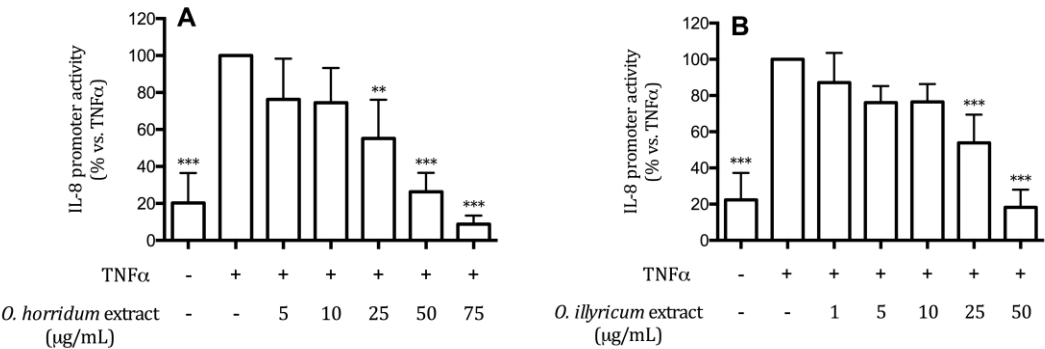 A
IL-8 promoter activity
(% vs. TNFα)
120
100
80
60
40
20
0
***
**
***
***
TNFα - + + + + + +
O. horridum extract - - 5 10 25 50 75
(µg/mL)
B
IL-8 promoter activity
(% vs. TNFα)
120
100
80
60
40
20
0
***
***
***
TNFα - + + + + + +
O. illyricum extract - - 1 5 10 25 50
(µg/mL)